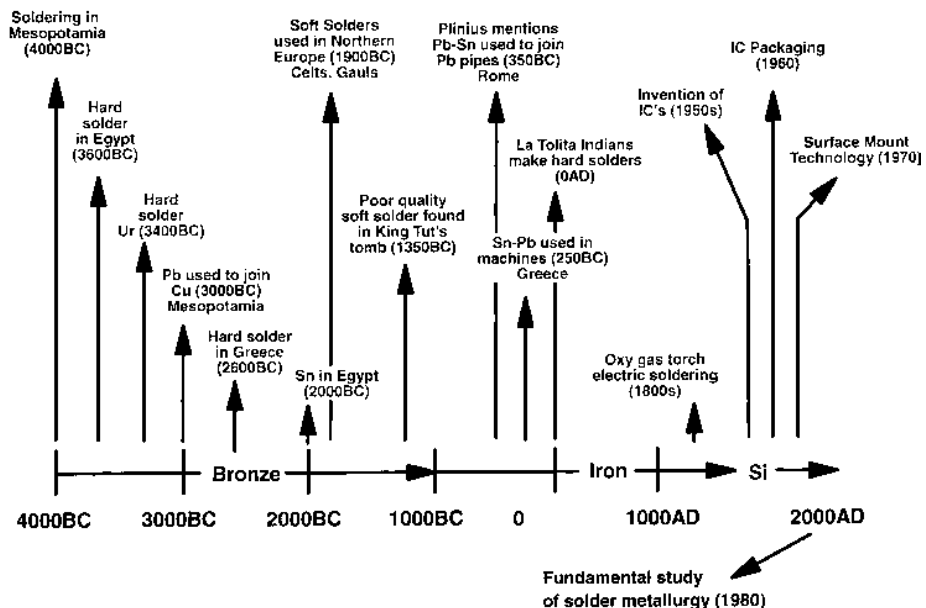 Soldering in
Mesopotamia
(4000BC)
Hard
solder
in Egypt
(3600BC)
Hard
solder
Ur (3400BC)
Pb used to join
Cu (3000BC)
Mesopotamia
Hard solder
in Greece
(2600BC)
Sn in Egypt
(2000BC)
Soft Solders
used in Northern
Europe (1900BC)
Celts. Gauls
Poor quality
soft solder found
in King Tut's
tomb (1350BC)
Plinius mentions
Pb-Sn used to join
Pb pipes (350BC)
Rome
Sn-Pb used in
machines (250BC)
Greece
La Tolita Indians
make hard solders
(0AD)
Oxy gas torch
electric soldering
(1800s)
Invention of
IC's (1950s)
IC Packaging
(1960)
Surface Mount
Technology (1970)
Bronze
Iron
Si
4000BC
3000BC
2000BC
1000BC
0
1000AD
2000AD
Fundamental study
of solder metallurgy (1980)